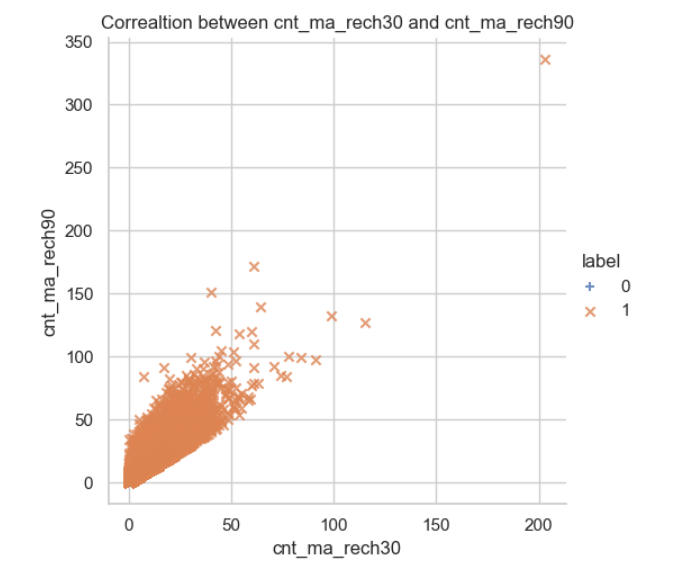 Correaltion between cnt_ma_rech30 and cnt_ma_rech90
350
300
250
200
150
100
50
0
cnt_ma_rech90
0 50 100 150 200
cnt_ma_rech30
label
0
1